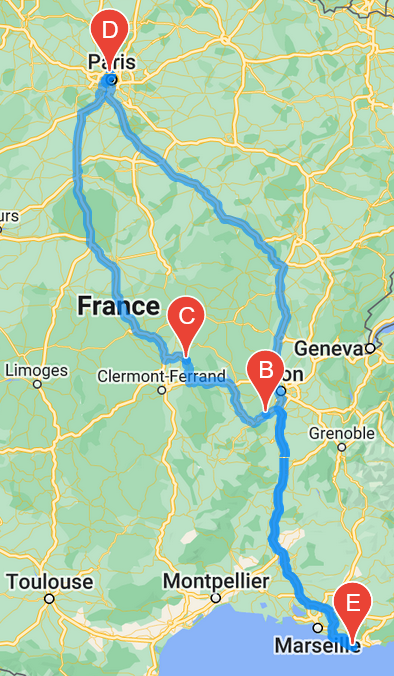 D
Paris
urs
France
C
Geneva
Limoges
Clermont-Ferrand
B
on
Grenoble
Toulouse
Montpellier
E
Marseille